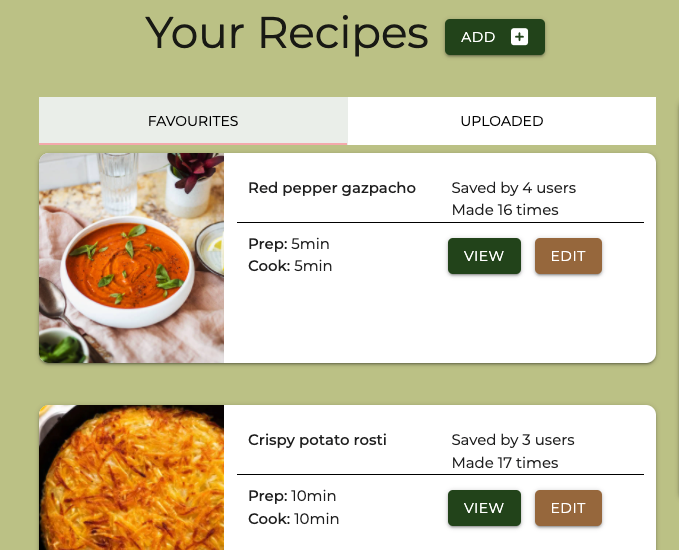 Your Recipes ADD
FAVOURITES UPLOADED
Red pepper gazpacho Saved by 4 users
Made 16 times
Prep: 5min
Cook: 5min
VIEW EDIT
Crispy potato rosti Saved by 3 users
Made 17 times
Prep: 10min
Cook: 10min
VIEW EDIT